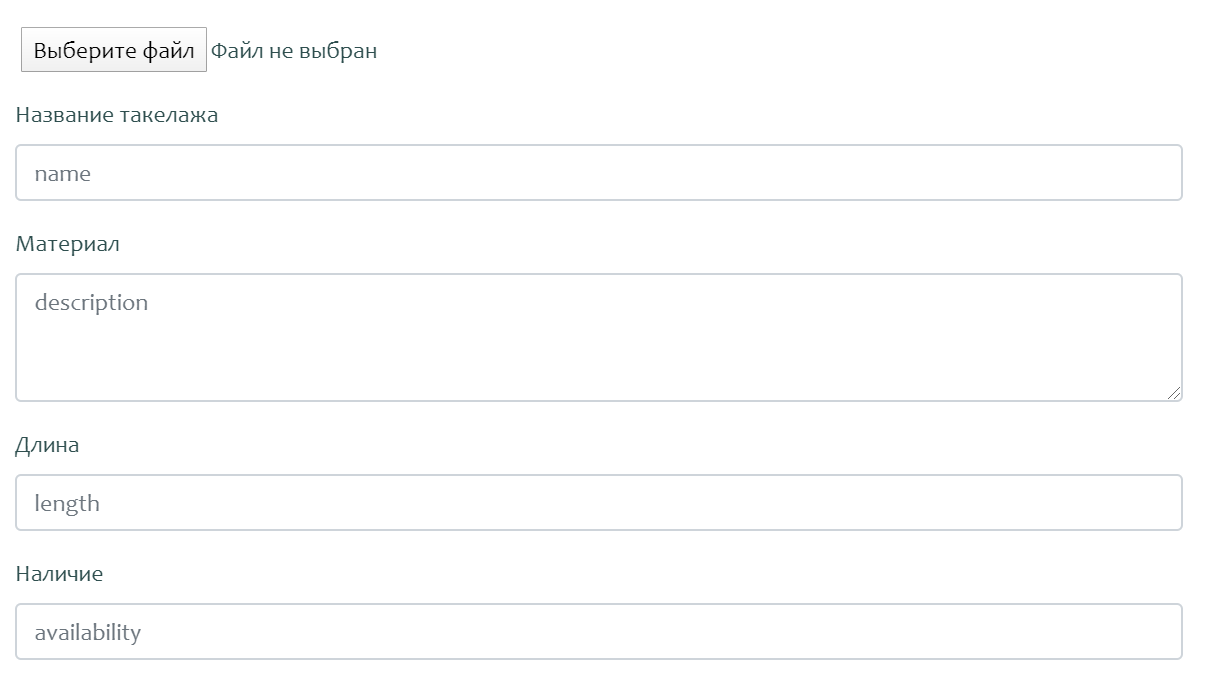 Выберите файл Файл не выбран
Название такелажа
name
Материал
description
Длина
length
Наличие
availability